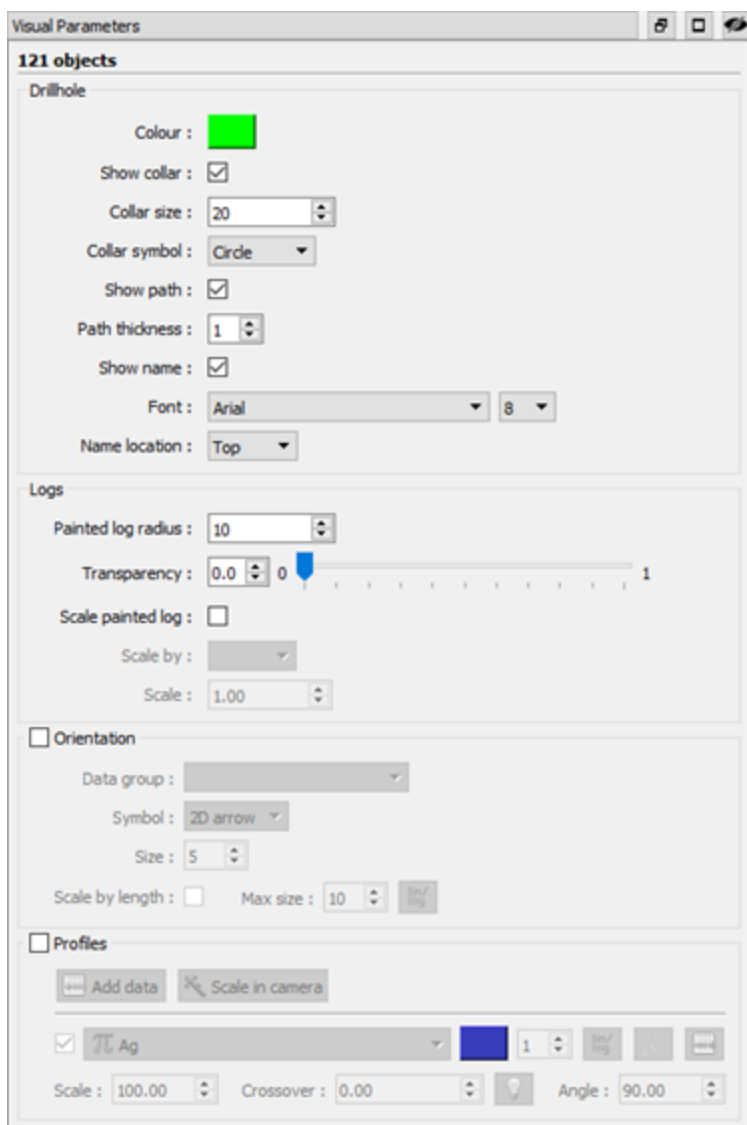 Visual Parameters
121 objects
Drillhole
Colour :
Show collar :
Collar size : 20
Collar symbol : Circle
Show path :
Path thickness : 1
Show name :
Font : Arial 8
Name location : Top
Logs
Painted log radius : 10
Transparency : 0.0 0 1
Scale painted log :
Scale by :
Scale : 1.00
Orientation
Data group :
Symbol : 2D arrow
Size : 5
Scale by length : Max size : 10 lin/
log
Profiles
Add data Scale in camera
π Ag 1 lin/
log
Scale : 100.00 Crossover : 0.00 Angle : 90.00